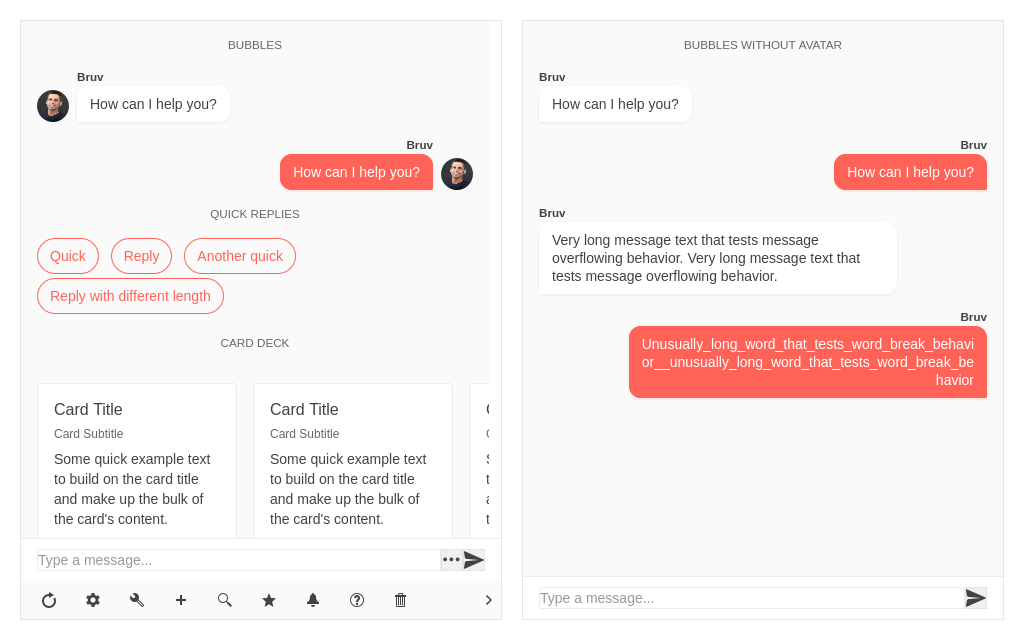 BUBBLES
Bruv
How can I help you?
Bruv
How can I help you?
QUICK REPLIES
Quick
Reply
Another quick
Reply with different length
CARD DECK
Card Title
Card Subtitle
Some quick example text
to build on the card title
and make up the bulk of
the card's content.
Card Title
Card Subtitle
Some quick example text
to build on the card title
and make up the bulk of
the card's content.
Type a message...
BUBBLES WITHOUT AVATAR
Bruv
How can I help you?
Bruv
How can I help you?
Bruv
Very long message text that tests message
overflowing behavior. Very long message text that
tests message overflowing behavior.
Bruv
Unusually_long_word_that_tests_word_break_behavi
or__unusually_long_word_that_tests_word_break_be
havior
Type a message...